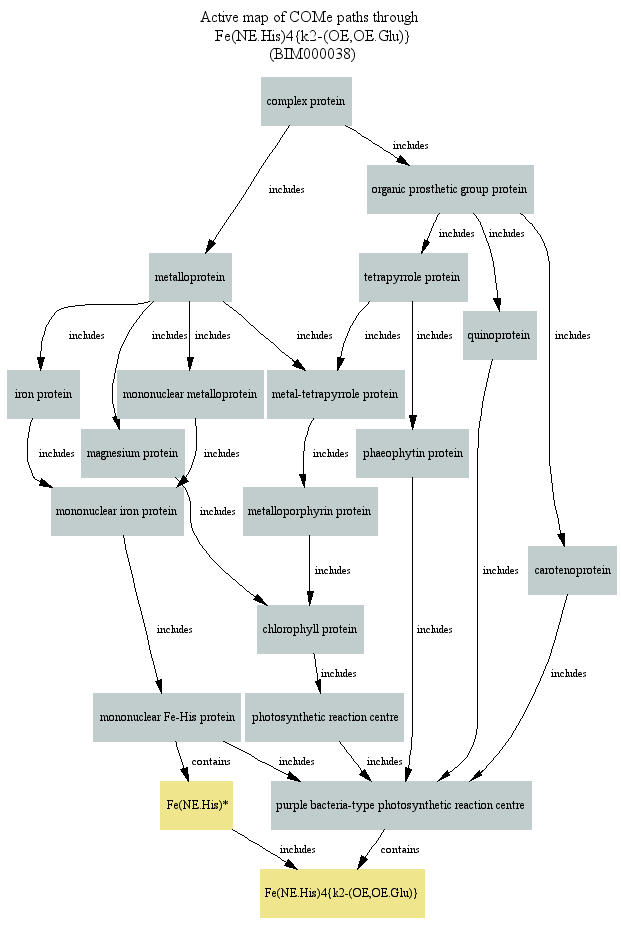 Active map of COMe paths through
Fe(NE.His)4{k2-(OE,OE.Glu)}
(BIM000038)
complex protein
includes
includes
organic prosthetic group protein
includes
includes
metalloprotein
tetrapyrrole protein
includes
includes
includes
includes
includes
includes
includes
quinoprotein
includes
iron protein
mononuclear metalloprotein
metal-tetrapyrrole protein
includes
magnesium protein
includes
includes
phaeophytin protein
mononuclear iron protein
includes
metalloporphyrin protein
includes
includes
carotenoprotein
chlorophyll protein
includes
includes
includes
includes
mononuclear Fe-His protein
photosynthetic reaction centre
contains
includes
includes
Fe(NE.His)*
purple bacteria-type photosynthetic reaction centre
includes
contains
Fe(NE.His)4{k2-(OE,OE.Glu)}